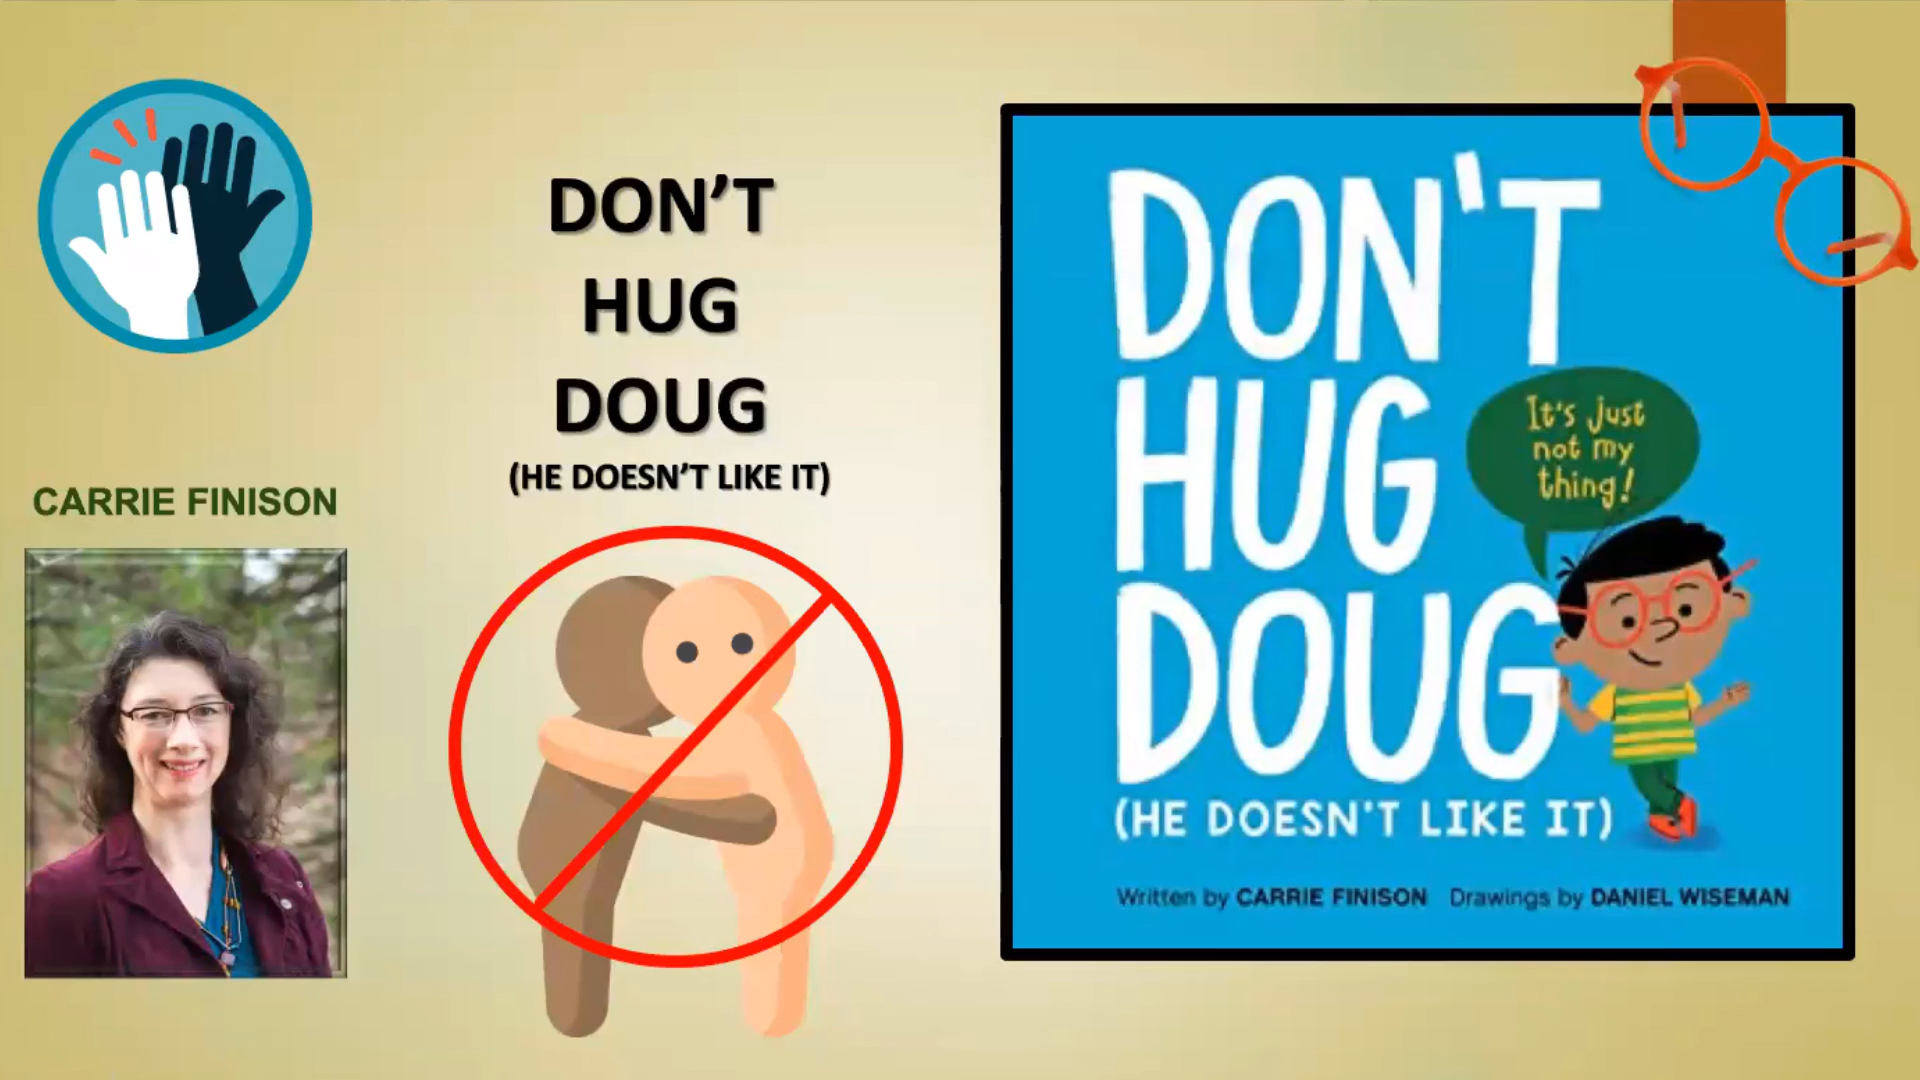 CARRIE FINISON
DON’T
HUG
DOUG
(HE DOESN’T LIKE IT)
DON'T
HUG
DOUG
(HE DOESN'T LIKE IT)
It's just
not my
thing!
Written by CARRIE FINISON Drawings by DANIEL WISEMAN